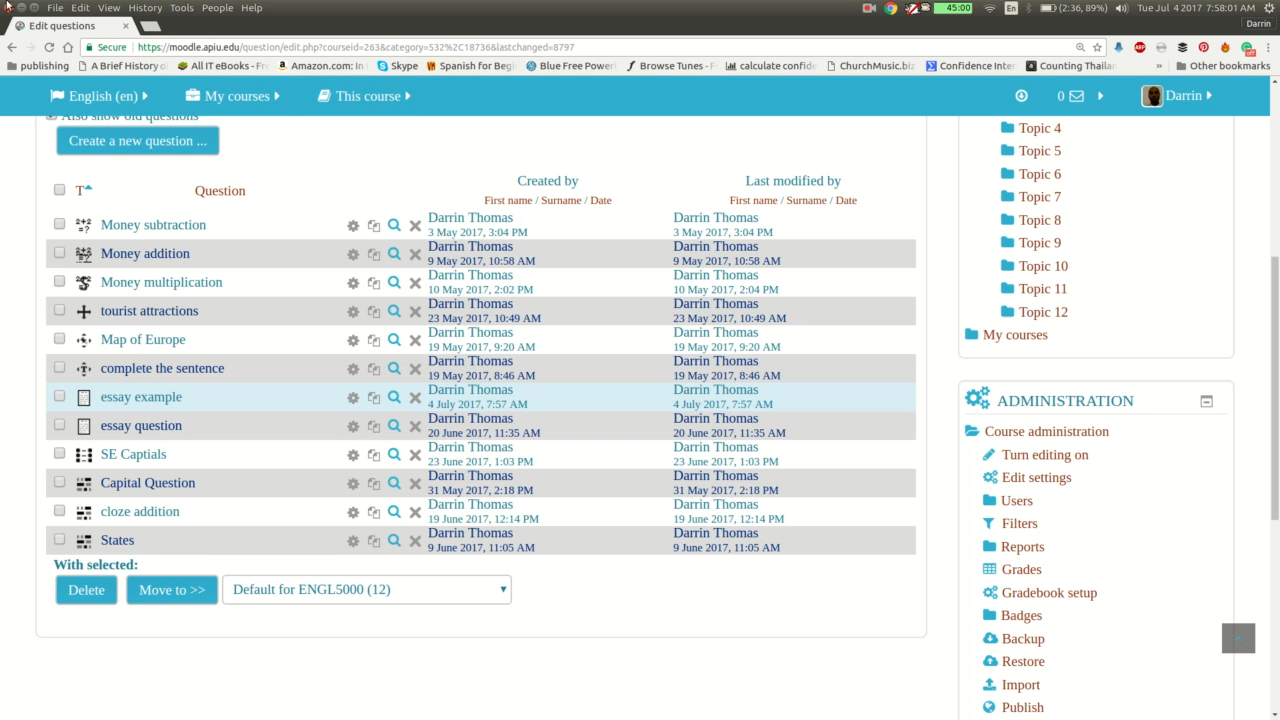 File Edit View History Tools People Help
45:00 En (2:36, 89%) Tue Jul 4 2017 7:58:01 AM
Edit questions × Darrin
Secure https://moodle.apiu.edu/question/edit.php?courseid=263&category=532%2C18736&lastchanged=8797
publishing A Brief History o All IT eBooks - Fre Amazon.com: In Skype Spanish for Begi Blue Free Power Browse Tunes - F calculate confid ChurchMusic.biz Confidence Inte Counting Thailan » Other bookmarks
English (en) My courses This course 0 Darrin
Also show old questions
Create a new question ...
T Question Created by Last modified by
First name / Surname / Date First name / Surname / Date
Money subtraction Darrin Thomas Darrin Thomas
3 May 2017, 3:04 PM 3 May 2017, 3:04 PM
Money addition Darrin Thomas Darrin Thomas
9 May 2017, 10:58 AM 9 May 2017, 10:58 AM
Money multiplication Darrin Thomas Darrin Thomas
10 May 2017, 2:02 PM 10 May 2017, 2:04 PM
tourist attractions Darrin Thomas Darrin Thomas
23 May 2017, 10:49 AM 23 May 2017, 10:49 AM
Map of Europe Darrin Thomas Darrin Thomas
19 May 2017, 9:20 AM 19 May 2017, 9:20 AM
complete the sentence Darrin Thomas Darrin Thomas
19 May 2017, 8:46 AM 19 May 2017, 8:46 AM
essay example Darrin Thomas Darrin Thomas
4 July 2017, 7:57 AM 4 July 2017, 7:57 AM
essay question Darrin Thomas Darrin Thomas
20 June 2017, 11:35 AM 20 June 2017, 11:35 AM
SE Captials Darrin Thomas Darrin Thomas
23 June 2017, 1:03 PM 23 June 2017, 1:03 PM
Capital Question Darrin Thomas Darrin Thomas
31 May 2017, 2:18 PM 31 May 2017, 2:18 PM
cloze addition Darrin Thomas Darrin Thomas
19 June 2017, 12:14 PM 19 June 2017, 12:14 PM
States Darrin Thomas Darrin Thomas
9 June 2017, 11:05 AM 9 June 2017, 11:05 AM
With selected:
Delete Move to >> Default for ENGL5000 (12)
Topic 4
Topic 5
Topic 6
Topic 7
Topic 8
Topic 9
Topic 10
Topic 11
Topic 12
My courses
ADMINISTRATION
Course administration
Turn editing on
Edit settings
Users
Filters
Reports
Grades
Gradebook setup
Badges
Backup
Restore
Import
Publish